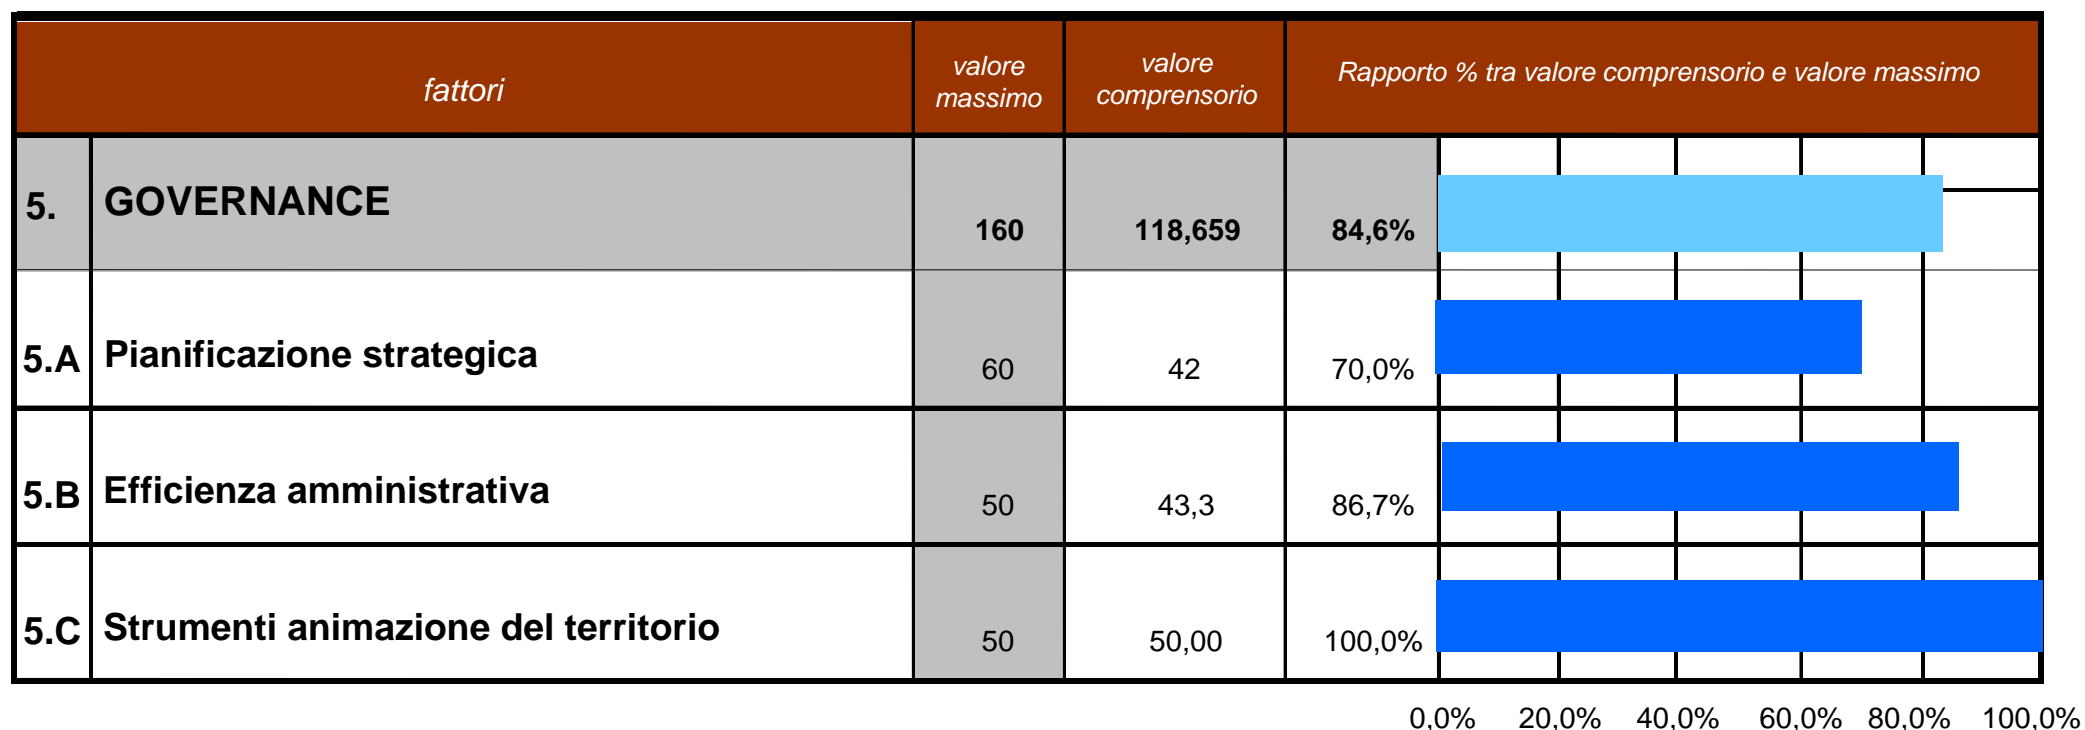 fattori
valore
massimo
valore
comprensorio
Rapporto % tra valore comprensorio e valore massimo
5. GOVERNANCE 160 118,659 84,6%
5.A Pianificazione strategica 60 42 70,0%
5.B Efficienza amministrativa 50 43,3 86,7%
5.C Strumenti animazione del territorio 50 50,00 100,0%
0,0% 20,0% 40,0% 60,0% 80,0% 100,0%